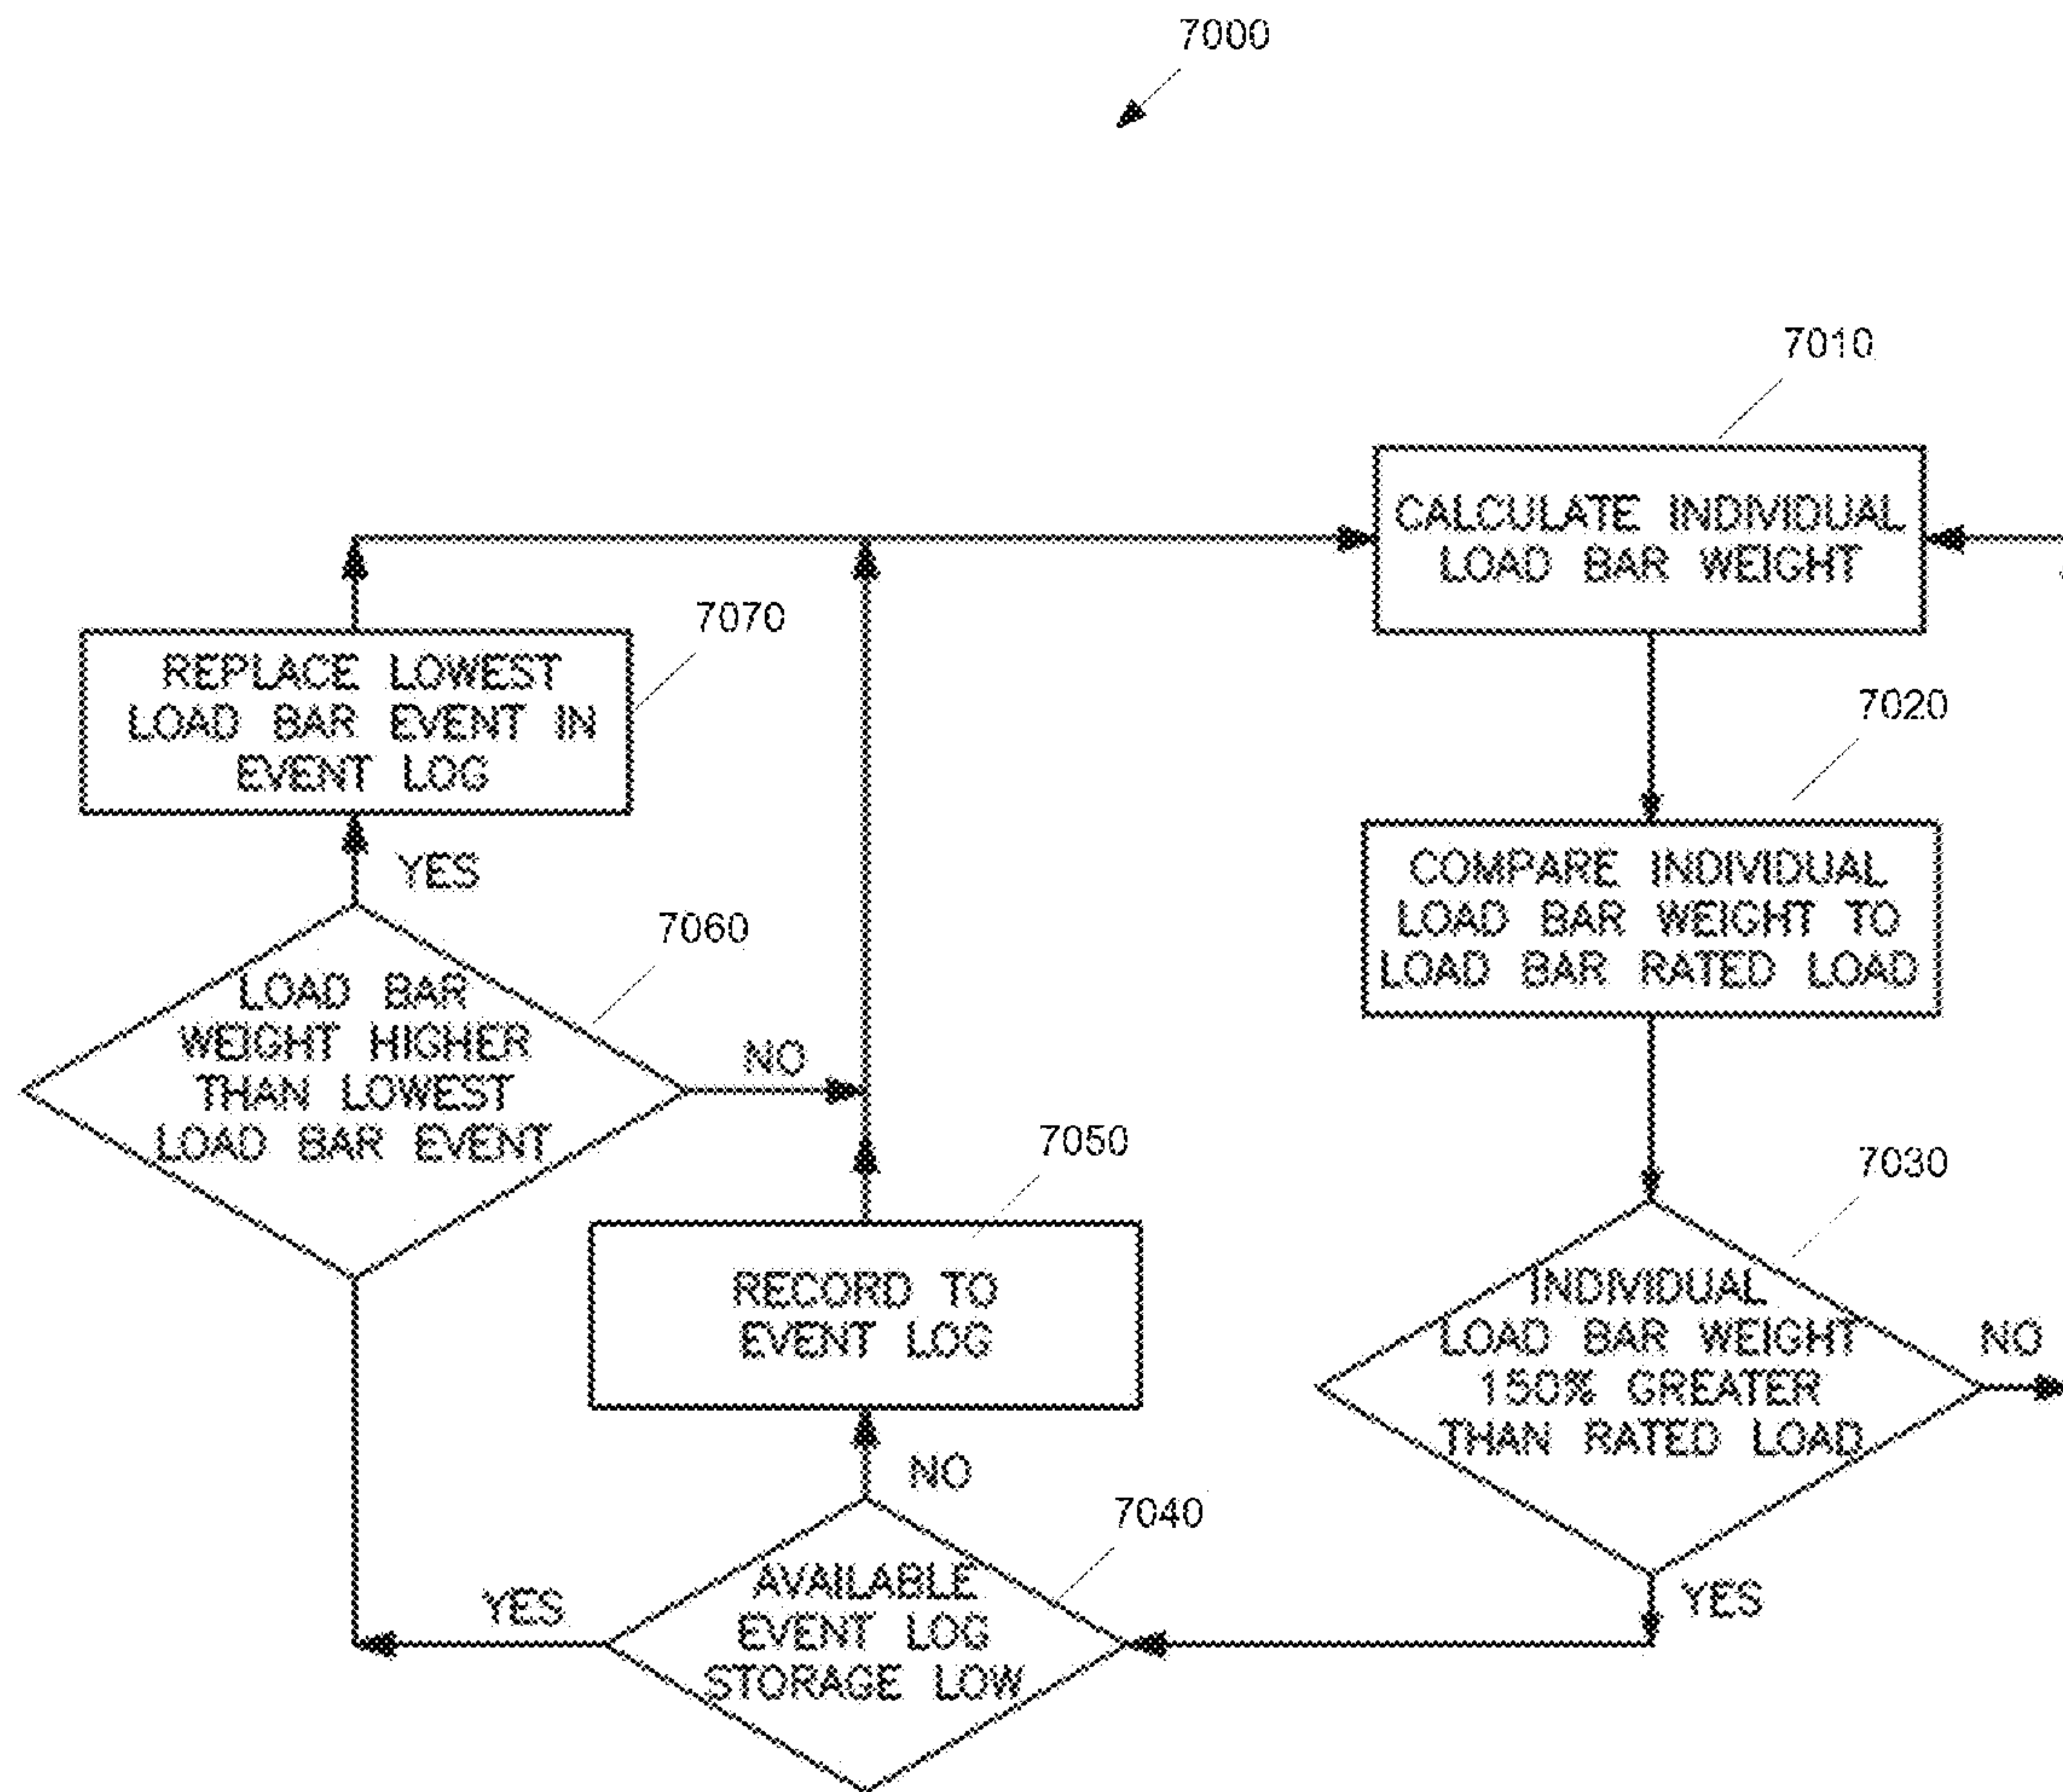 7000
7010
CALCULATE INDIVIDUAL
LOAD BAR WEIGHT
7020
COMPARE INDIVIDUAL
LOAD BAR WEIGHT TO
LOAD BAR RATED LOAD
7030
INDIVIDUAL
LOAD BAR WEIGHT
150% GREATER
THAN RATED LOAD
NO
YES
7040
AVAILABLE
EVENT LOG
STORAGE LOW
NO
YES
7050
RECORD TO
EVENT LOG
7060
LOAD BAR
WEIGHT HIGHER
THAN LOWEST
LOAD BAR EVENT
NO
YES
7070
REPLACE LOWEST
LOAD BAR EVENT IN
EVENT LOG